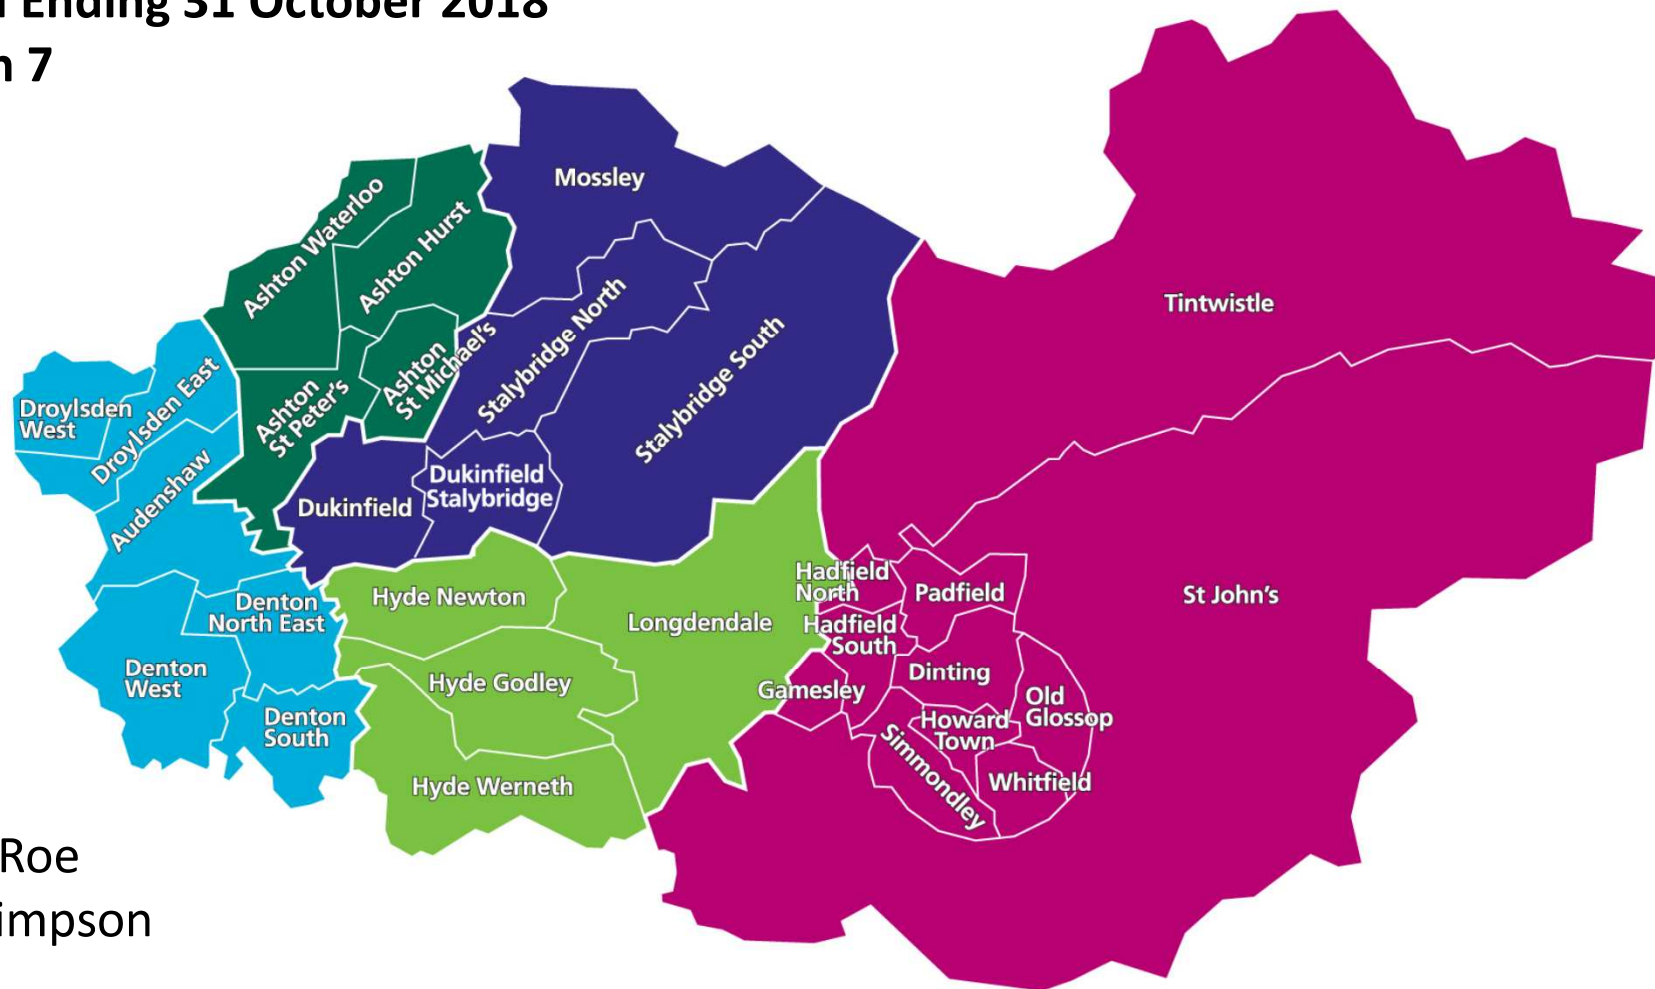 Ending 31 October 2018
7
Mossley
Ashton Waterloo
Ashton Hurst
Tintwistle
Stalybridge North
Ashton
St Michael's
Stalybridge South
Droylsden
West
Droylsden East
Ashton
St Peter's
Audenshaw
Dukinfield
Dukinfield
Stalybridge
Hadfield
North
Padfield
St John's
Hyde Newton
Denton
North East
Longdendale
Hadfield
South
Denton
West
Hyde Godley
Dinting
Gamesley
Old
Glossop
Denton
South
Howard
Town
Simmondley
Whitfield
Hyde Werneth
Roe
impson